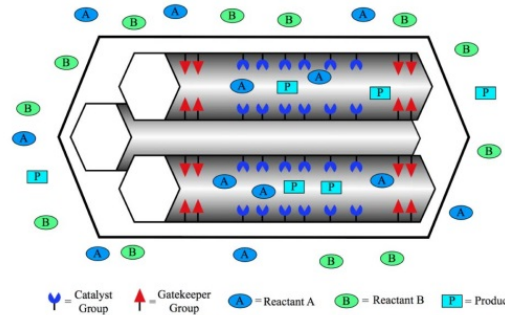 A B A B B A B
B B
A A P P P
B
A
B
P A A P P A
A
B
B A A B B
= Catalyst
Group
= Gatekeeper
Group
A = Reactant A
B = Reactant B
P = Produc